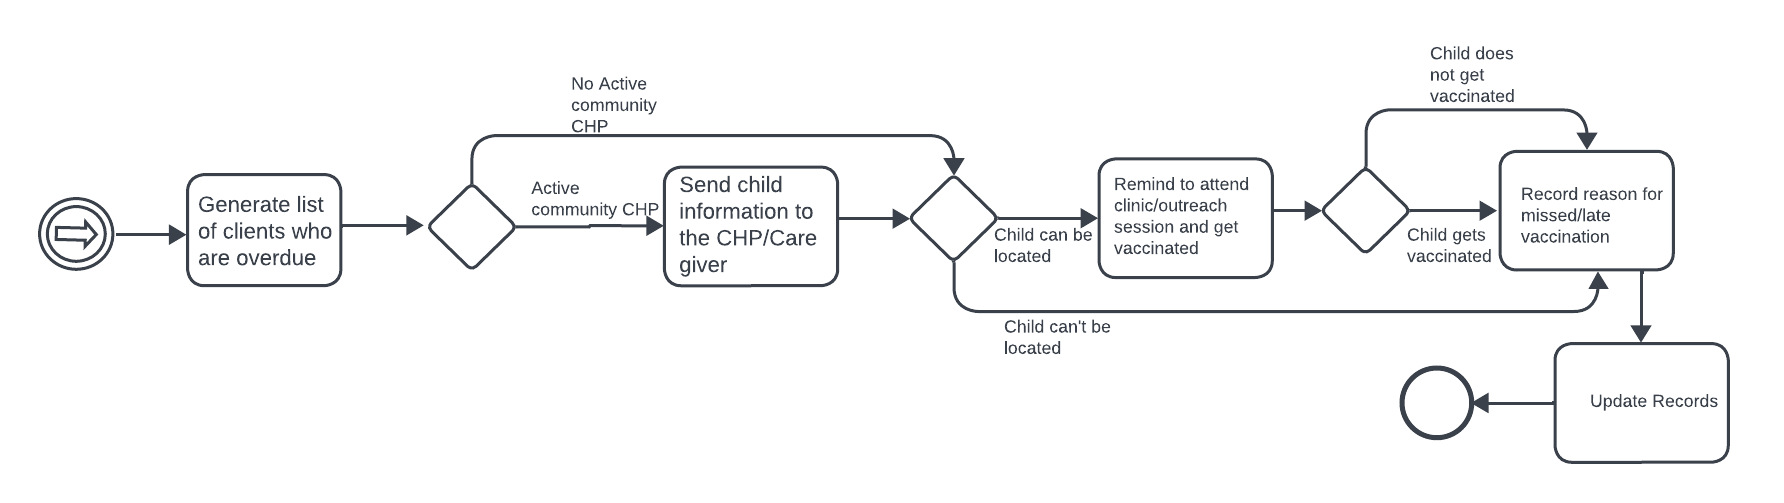 Generate list
of clients who
are overdue
No Active
community
CHP
Active
community CHP
Send child
information to
the CHP/Care
giver
Child can be
located
Child can't be
located
Remind to attend
clinic/outreach
session and get
vaccinated
Child does
not get
vaccinated
Child gets
vaccinated
Record reason for
missed/late
vaccination
Update Records